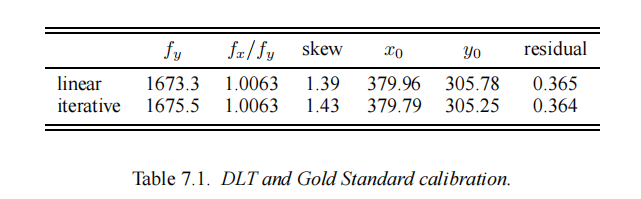 f_y f_x/f_y skew x_0 y_0 residual
linear 1673.3 1.0063 1.39 379.96 305.78 0.365
iterative 1675.5 1.0063 1.43 379.79 305.25 0.364
Table 7.1. DLT and Gold Standard calibration.